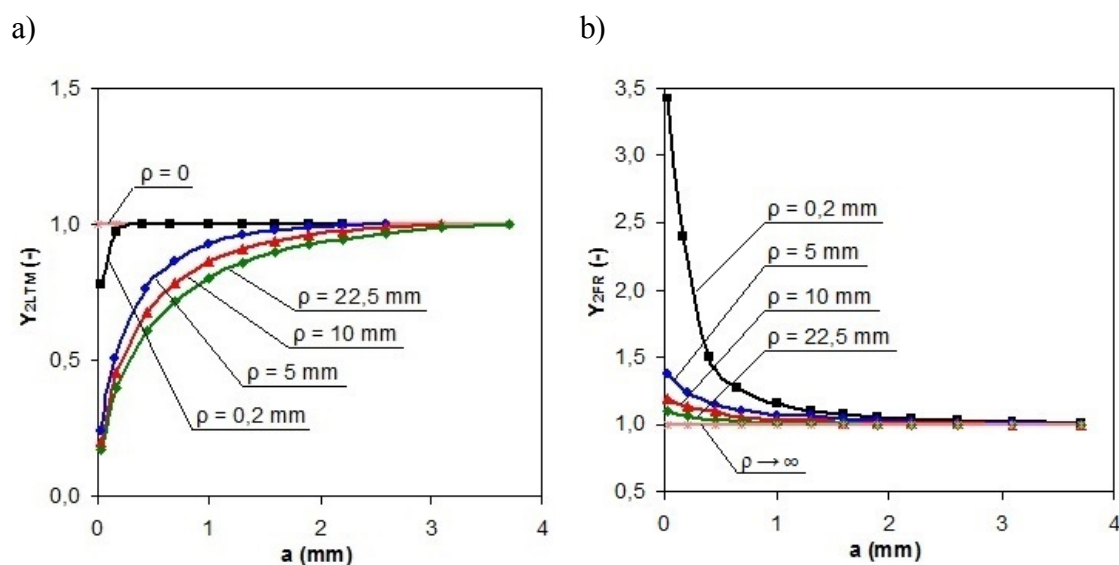 a)
b)
1,5
1,0
0,5
0,0
Y2LTM (-)
ρ = 0
ρ = 22,5 mm
ρ = 10 mm
ρ = 5 mm
ρ = 0,2 mm
0
1
2
3
4
a (mm)
3,5
3,0
2,5
2,0
1,5
1,0
0,5
Y2FR (-)
ρ = 0,2 mm
ρ = 5 mm
ρ = 10 mm
ρ = 22,5 mm
ρ → ∞
0
1
2
3
4
a (mm)